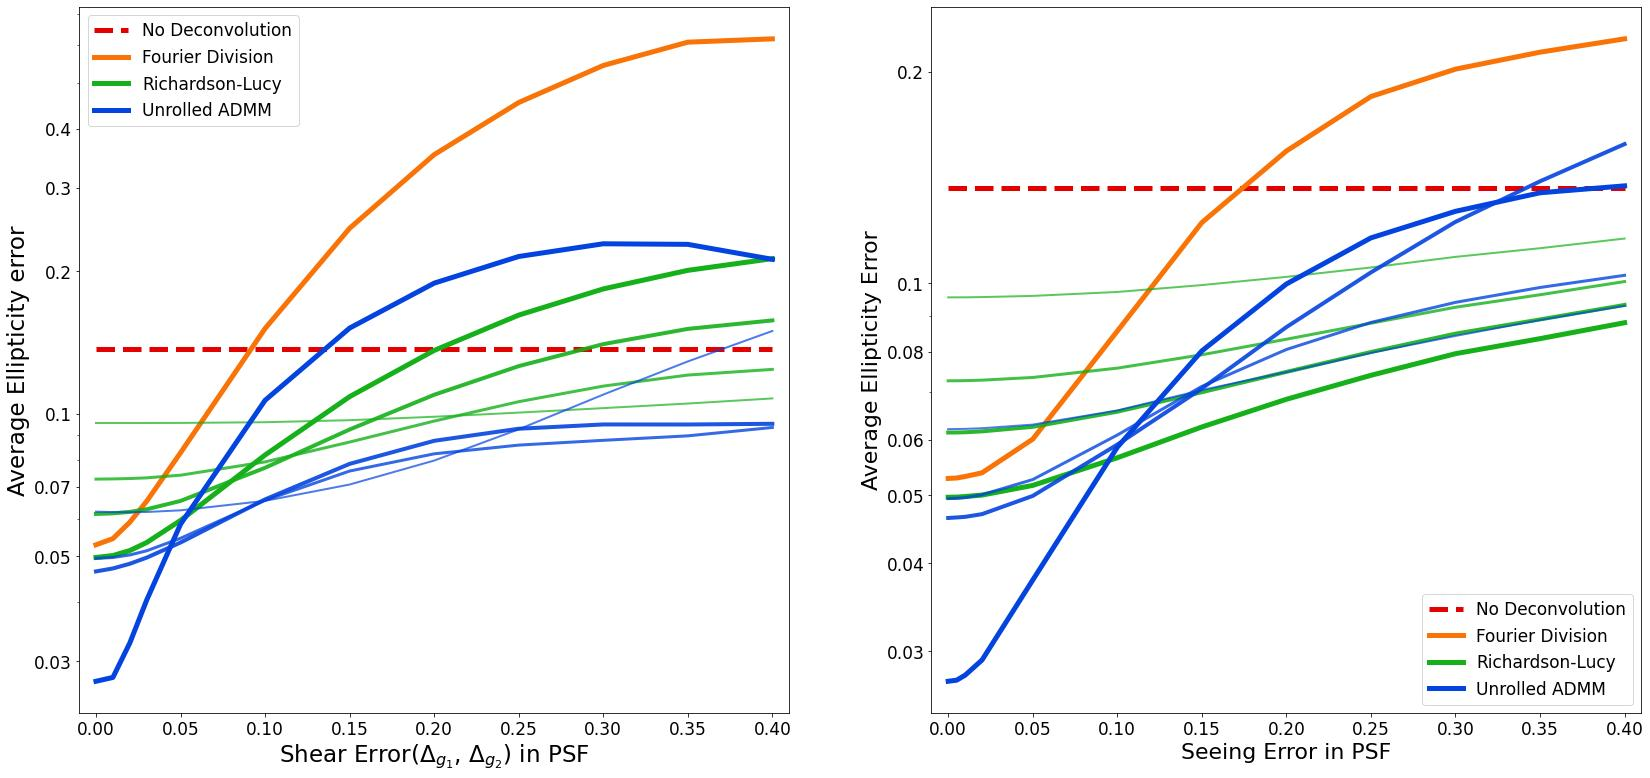 No Deconvolution
Fourier Division
Richardson-Lucy
Unrolled ADMM
0.4
0.3
0.2
0.1
0.07
0.05
0.03
Average Ellipticity error
0.00 0.05 0.10 0.15 0.20 0.25 0.30 0.35 0.40
Shear Error(Δg₁, Δg₂) in PSF
0.2
0.1
0.08
0.06
0.05
0.04
0.03
Average Ellipticity Error
No Deconvolution
Fourier Division
Richardson-Lucy
Unrolled ADMM
0.00 0.05 0.10 0.15 0.20 0.25 0.30 0.35 0.40
Seeing Error in PSF